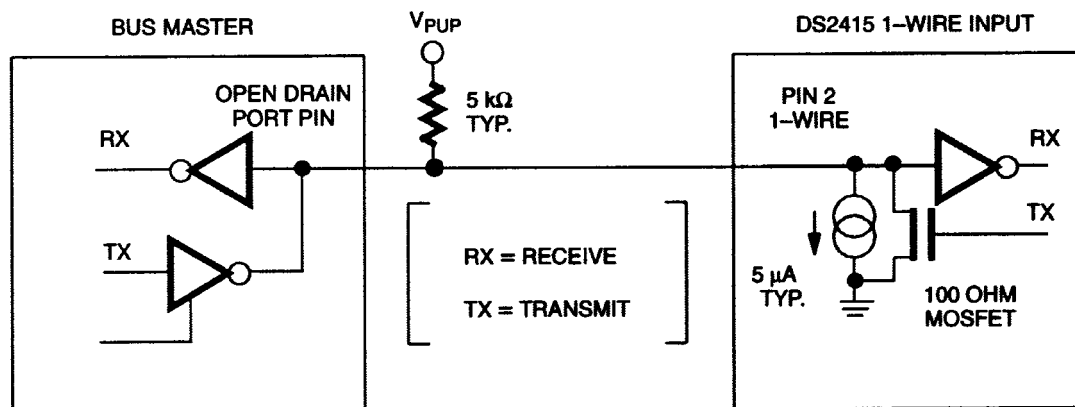 BUS MASTER
V_PUP
DS2415 1–WIRE INPUT
OPEN DRAIN
PORT PIN
5 kΩ
TYP.
PIN 2
1–WIRE
RX
RX
TX
TX
RX = RECEIVE
TX = TRANSMIT
5 µA
TYP.
100 OHM
MOSFET